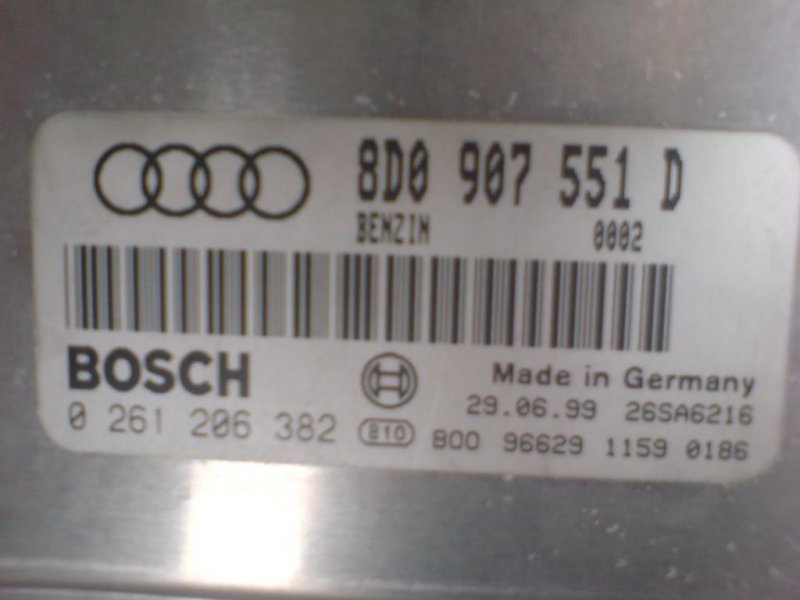 8D0 907 551 D
BENZIN 0002
BOSCH
Made in Germany
0 261 206 382
29.06.99 26SA6216
810 B00 96629 1159 0186